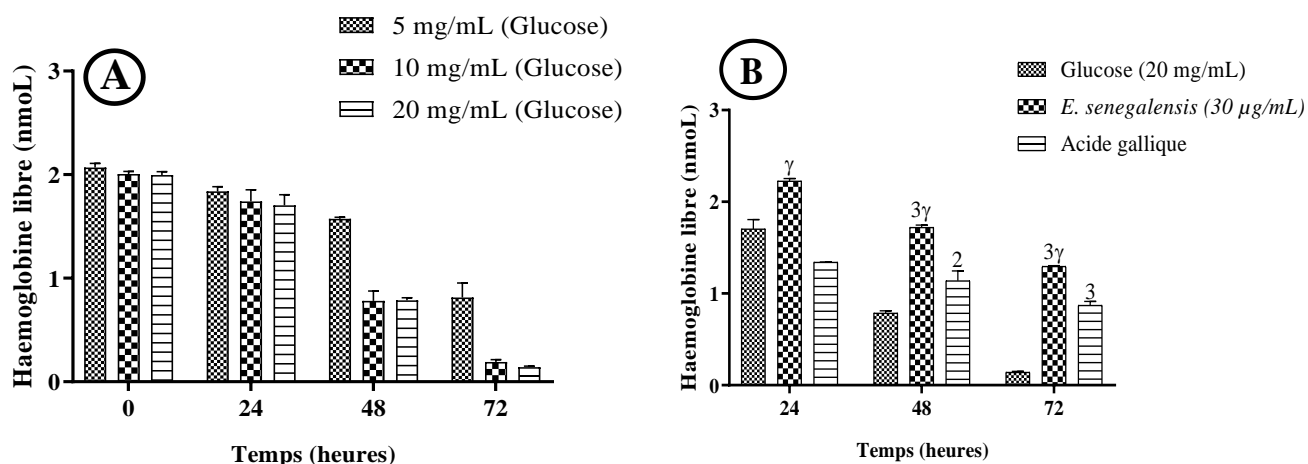 A
5 mg/mL (Glucose)
10 mg/mL (Glucose)
20 mg/mL (Glucose)
Haemoglobine libre (nmoL)
3
2
1
0
0 24 48 72
Temps (heures)
B
Glucose (20 mg/mL)
E. senegalensis (30 µg/mL)
Acide gallique
Haemoglobine libre (nmoL)
3
2
1
0
γ
3γ
2
3γ
3
24 48 72
Temps (heures)